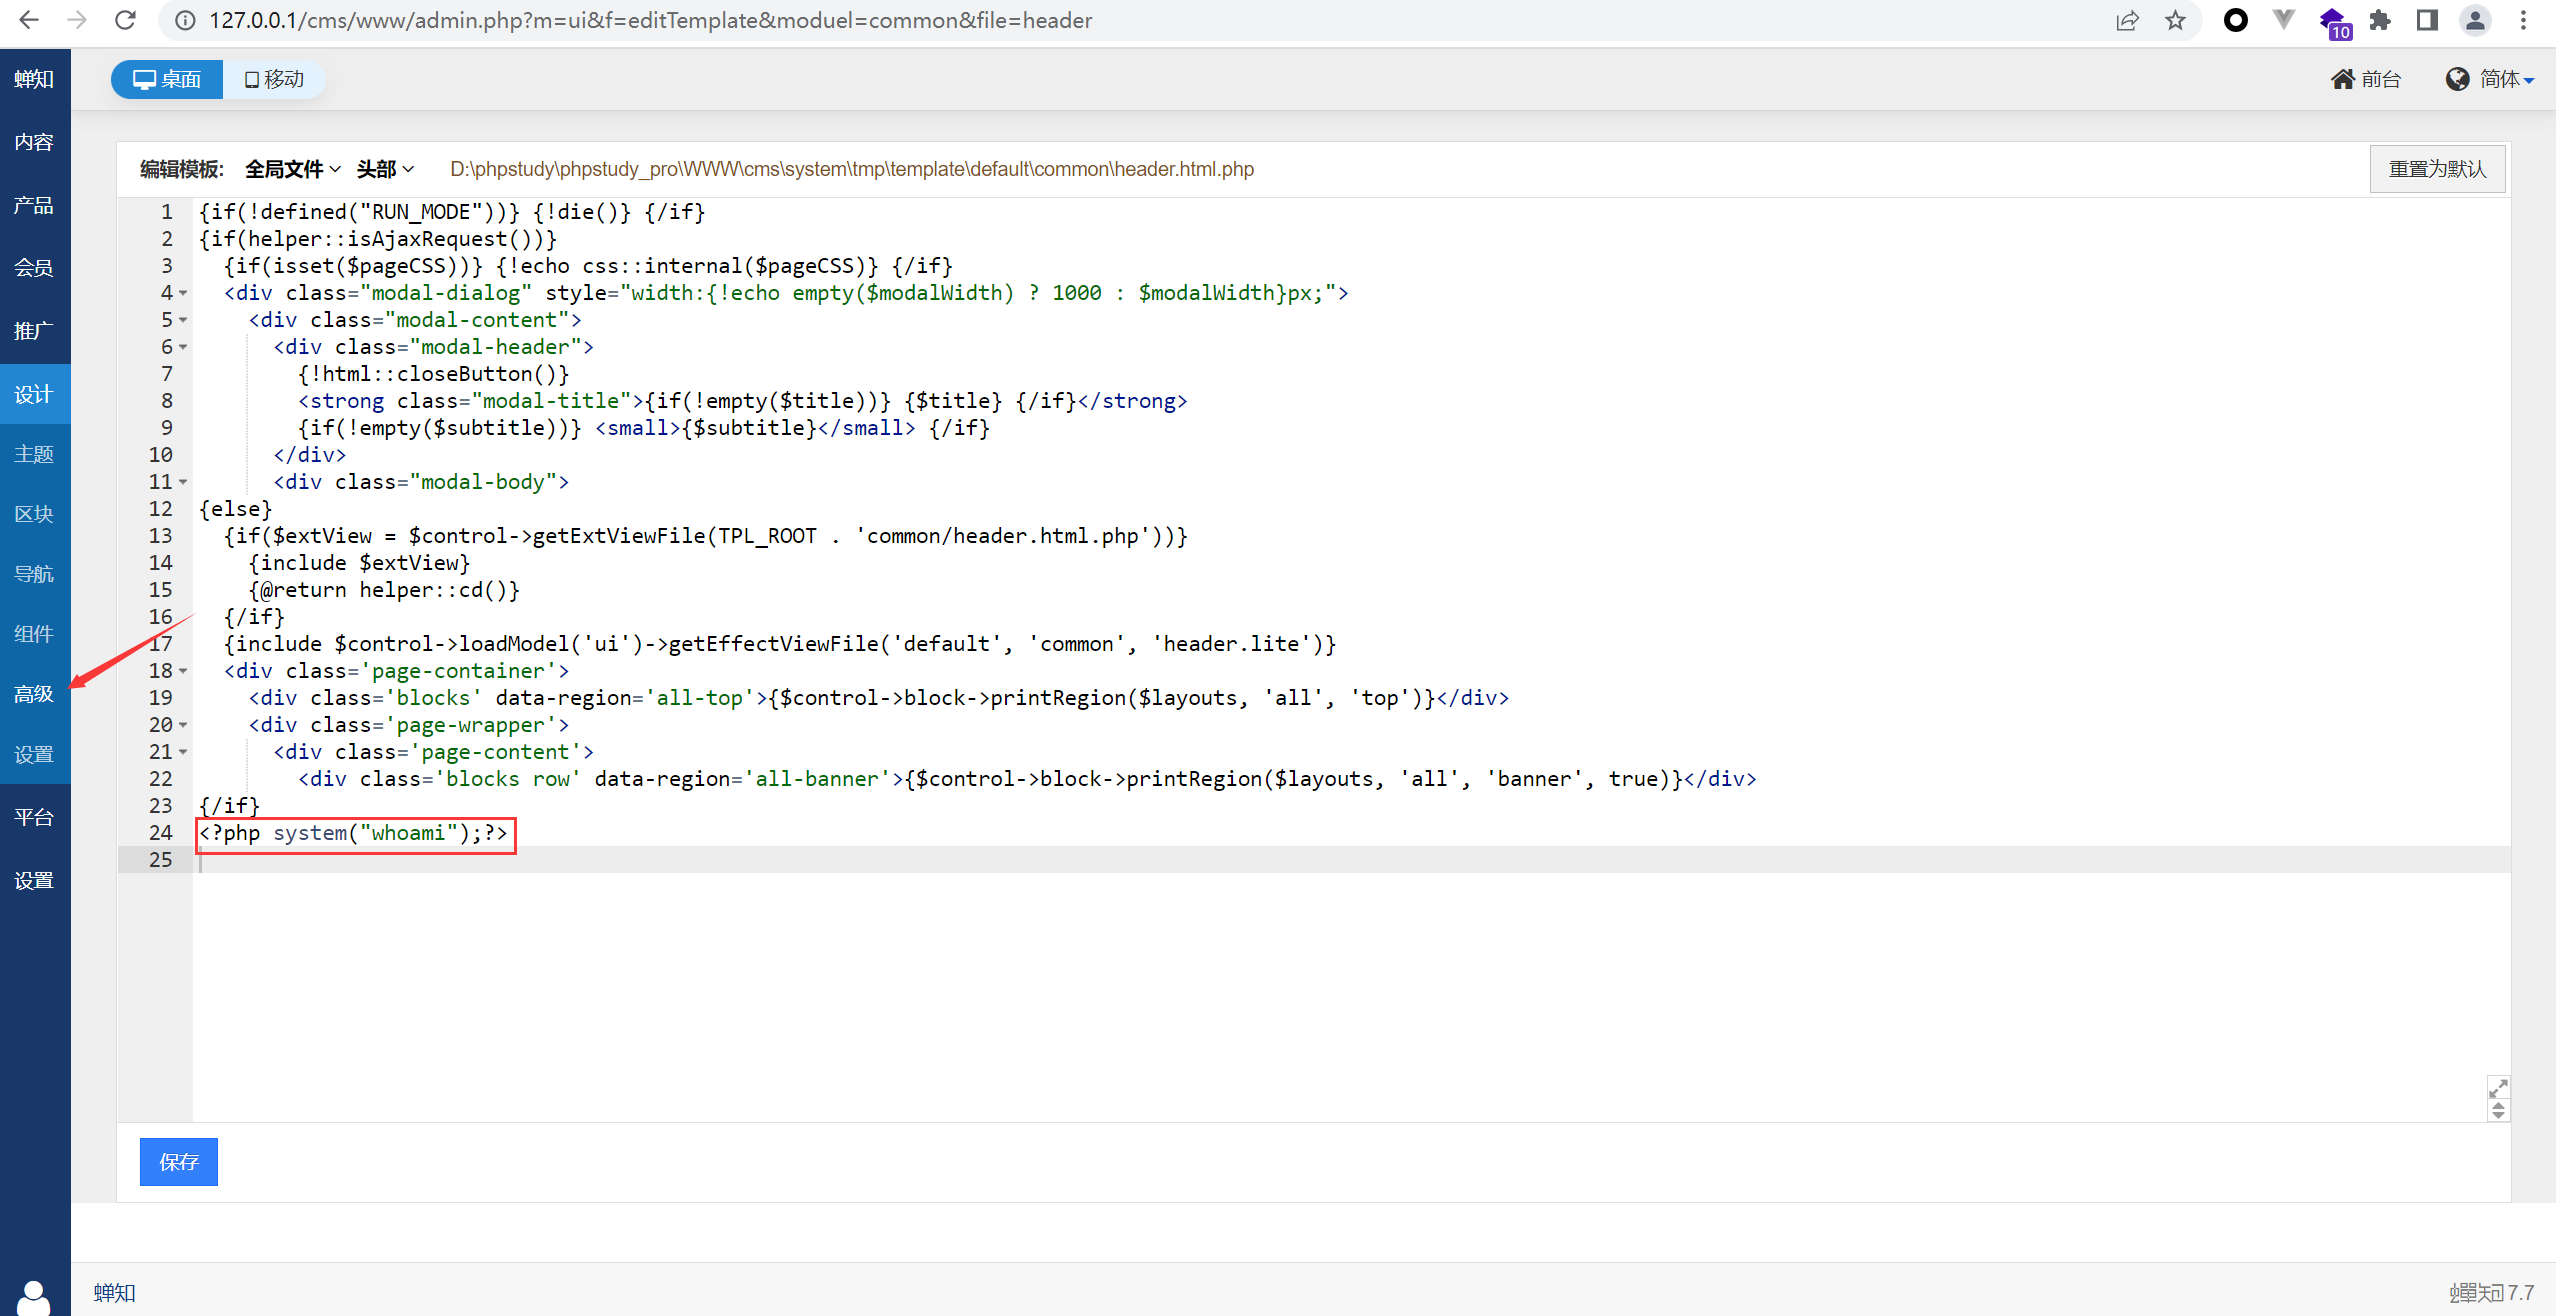 127.0.0.1/cms/www/admin.php?m=ui&f=editTemplate&moduel=common&file=header
10
蝉知
桌面
移动
前台
简体
内容
产品
会员
推广
设计
主题
区块
导航
组件
高级
设置
平台
设置
编辑模板:
全局文件
头部
D:\phpstudy\phpstudy_pro\WWW\cms\system\tmp\template\default\common\header.html.php
重置为默认
1 {if(!defined("RUN_MODE"))} {!die()} {/if}
2 {if(helper::isAjaxRequest())}
3 {if(isset($pageCSS))} {!echo css::internal($pageCSS)} {/if}
4 <div class="modal-dialog" style="width:{!echo empty($modalWidth) ? 1000 : $modalWidth}px;">
5 <div class="modal-content">
6 <div class="modal-header">
7 {!html::closeButton()}
8 <strong class="modal-title">{if(!empty($title))} {$title} {/if}</strong>
9 {if(!empty($subtitle))} <small>{$subtitle}</small> {/if}
10 </div>
11 <div class="modal-body">
12 {else}
13 {if($extView = $control->getExtViewFile(TPL_ROOT . 'common/header.html.php'))}
14 {include $extView}
15 {@return helper::cd()}
16 {/if}
17 {include $control->loadModel('ui')->getEffectViewFile('default', 'common', 'header.lite')}
18 <div class='page-container'>
19 <div class='blocks' data-region='all-top'>{$control->block->printRegion($layouts, 'all', 'top')}</div>
20 <div class='page-wrapper'>
21 <div class='page-content'>
22 <div class='blocks row' data-region='all-banner'>{$control->block->printRegion($layouts, 'all', 'banner', true)}</div>
23 {/if}
24 <?php system("whoami");?>
25
保存
蝉知
蟬知 7.7